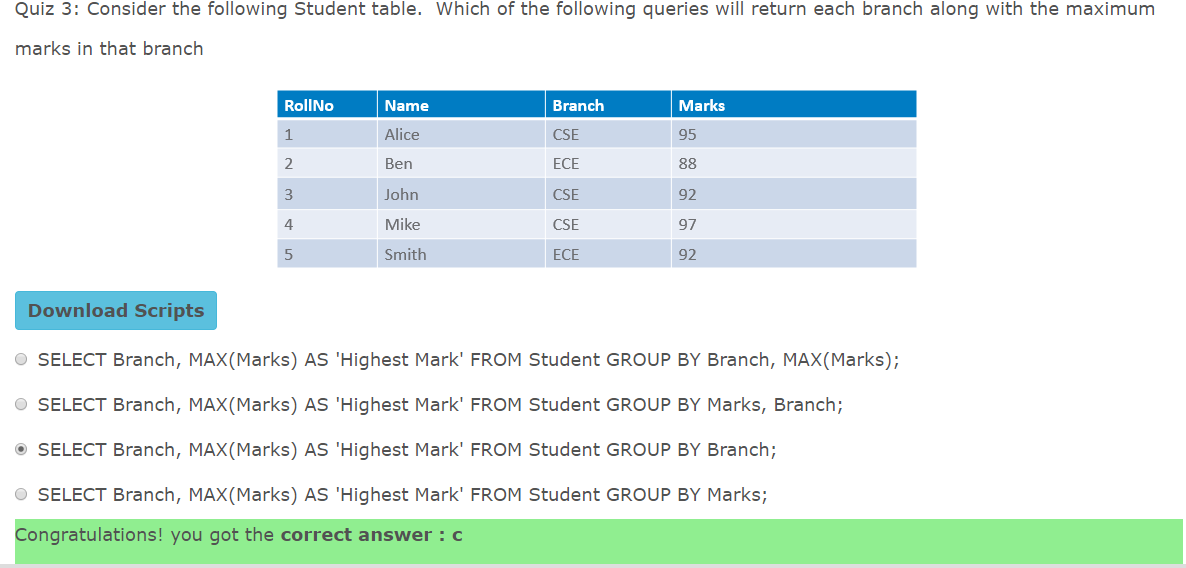 Quiz 3: Consider the following Student table.  Which of the following queries will return each branch along with the maximum
marks in that branch
RollNo Name Branch Marks
1 Alice CSE 95
2 Ben ECE 88
3 John CSE 92
4 Mike CSE 97
5 Smith ECE 92
Download Scripts
SELECT Branch, MAX(Marks) AS 'Highest Mark' FROM Student GROUP BY Branch, MAX(Marks);
SELECT Branch, MAX(Marks) AS 'Highest Mark' FROM Student GROUP BY Marks, Branch;
SELECT Branch, MAX(Marks) AS 'Highest Mark' FROM Student GROUP BY Branch;
SELECT Branch, MAX(Marks) AS 'Highest Mark' FROM Student GROUP BY Marks;
Congratulations! you got the correct answer : c